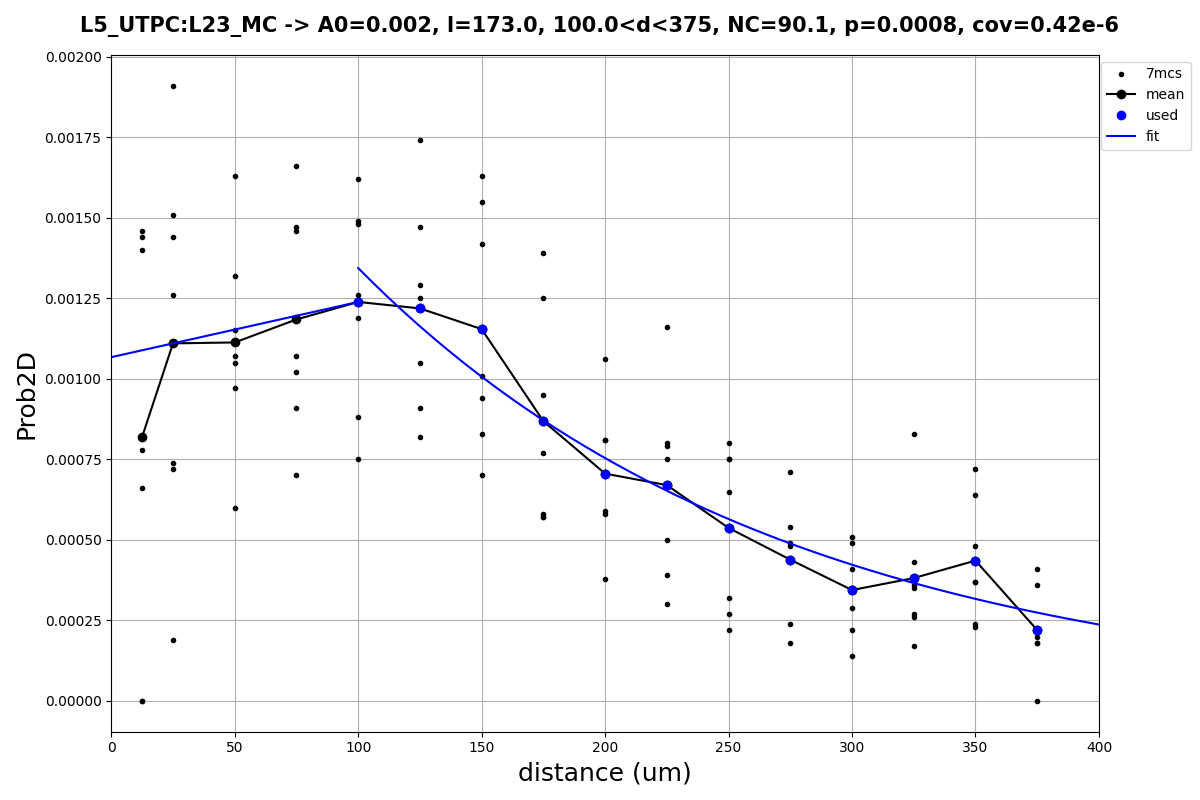 L5_UTPC:L23_MC -> A0=0.002, l=173.0, 100.0<d<375, NC=90.1, p=0.0008, cov=0.42e-6
0.00200
0.00175
0.00150
0.00125
0.00100
0.00075
0.00050
0.00025
0.00000
Prob2D
0 50 100 150 200 250 300 350 400
distance (um)
7mcs
mean
used
fit